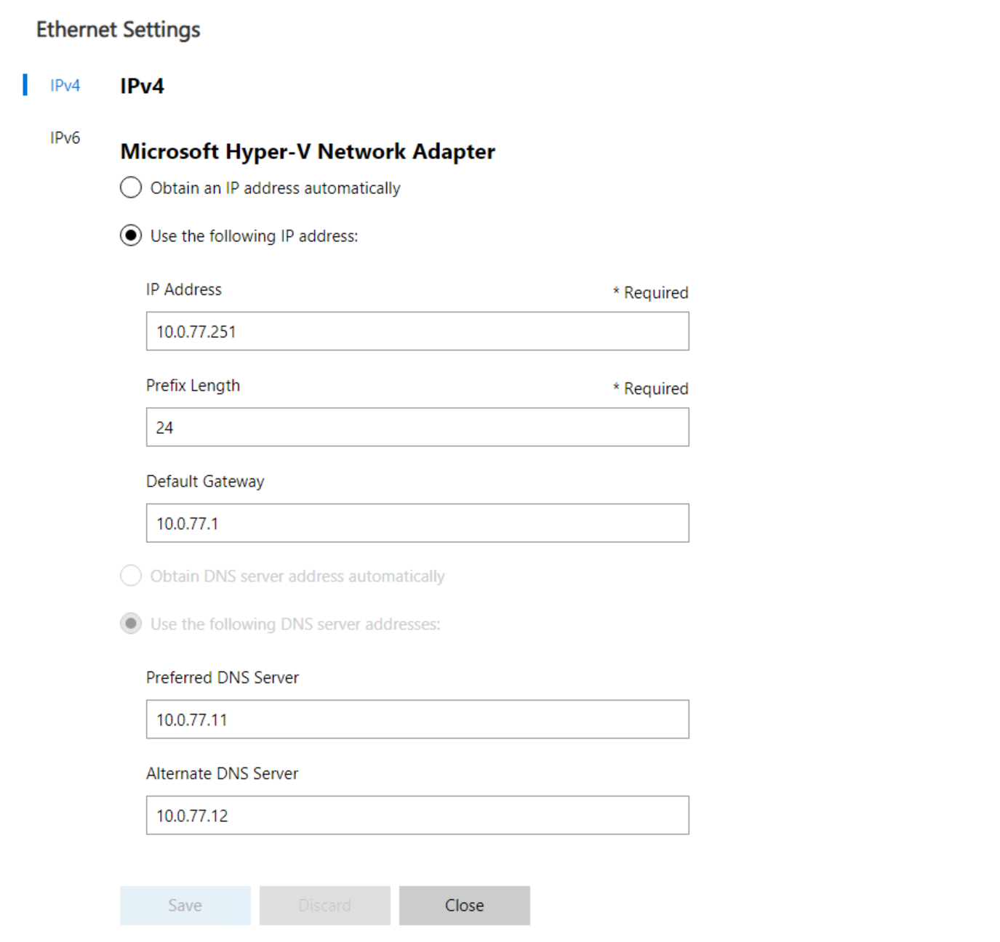 Ethernet Settings
IPv4
IPv4
IPv6
Microsoft Hyper-V Network Adapter
Obtain an IP address automatically
Use the following IP address:
IP Address
* Required
10.0.77.251
Prefix Length
* Required
24
Default Gateway
10.0.77.1
Obtain DNS server address automatically
Use the following DNS server addresses:
Preferred DNS Server
10.0.77.11
Alternate DNS Server
10.0.77.12
Save
Discard
Close